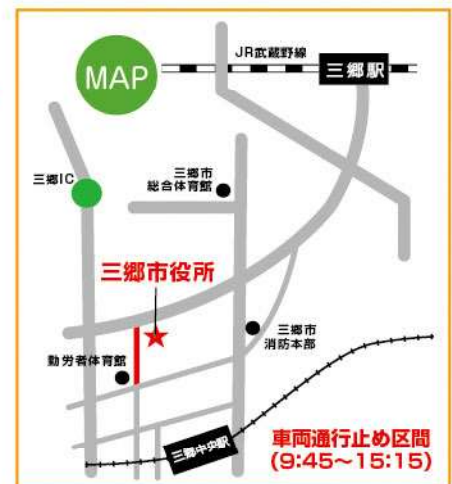 JR武蔵野線
MAP
三郷駅
三郷市
総合体育館
三郷IC
三郷市役所
三郷市
消防本部
勤労者体育館
三郷中央駅
車両通行止め区間
(9:45～15:15)